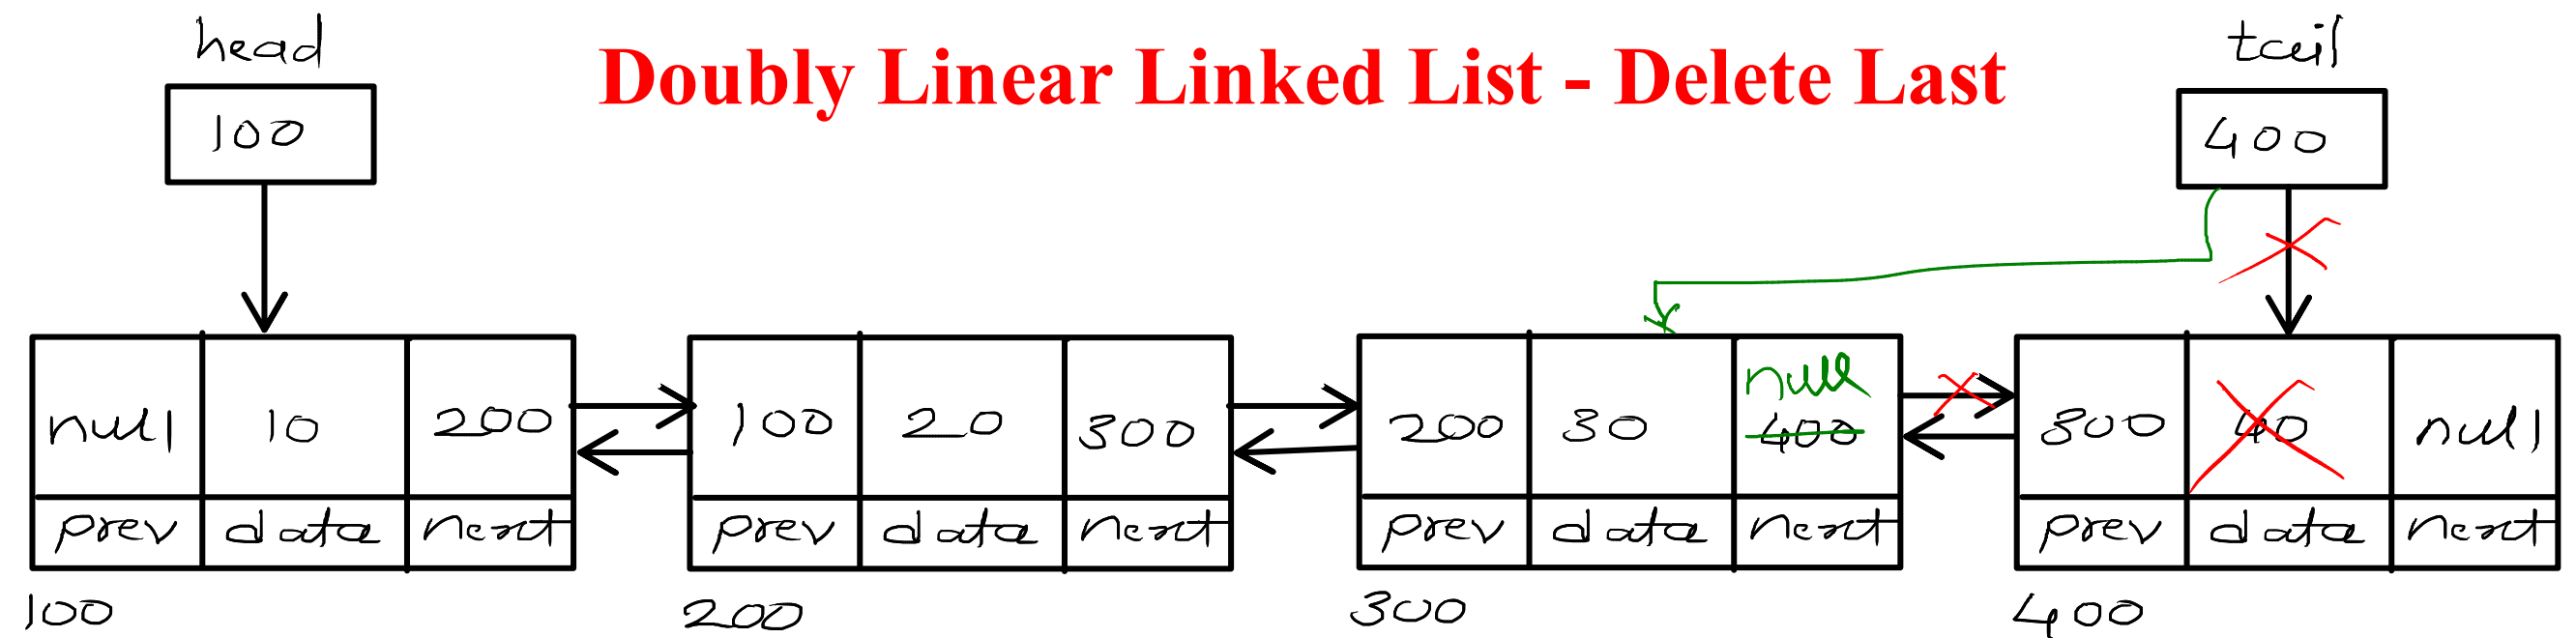 head
Doubly Linear Linked List - Delete Last
tail
100
400
null 10 200
100 20 300
200 30 null 400
300 40 null
prev data next
prev data next
prev data next
prev data next
100
200
300
400